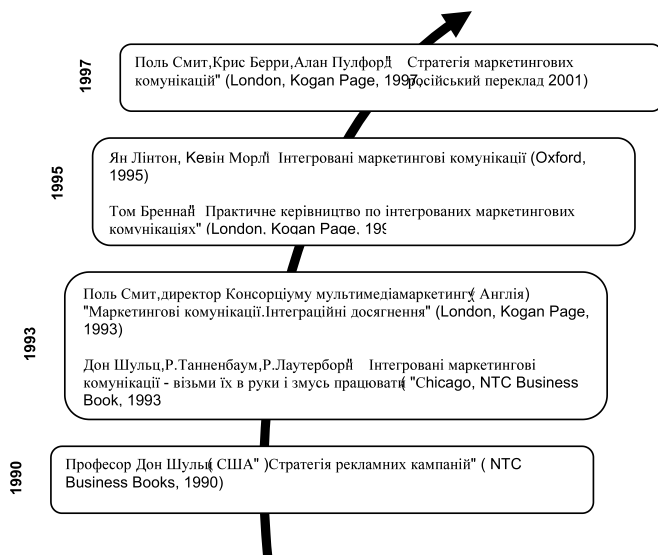 1997
Поль Смит,Крис Берри,Алан Пулфорд" Стратегія маркетингових
комунікацій" (London, Kogan Page, 1997, російський переклад 2001)
1995
Ян Лінтон, Кевін Морлі" Інтегровані маркетингові комунікації (Oxford,
1995)
Том Бреннан" Практичне керівництво по інтегрованих маркетингових
комунікаціях" (London, Kogan Page,
1993
Поль Смит,директор Консорціуму мультимедіамаркетингу( Англія)
"Маркетингові комунікації.Інтеграційні досягнення" (London, Kogan Page,
1993)
Дон Шульц,Р.Танненбаум,Р.Лаутерборн" Інтегровані маркетингові
комунікації - візьми їх в руки і змусь працювати( "Chicago, NTC Business
Book, 1993
1990
Професор Дон Шульц( США" )Стратегія рекламних кампаній" ( NTC
Business Books, 1990)